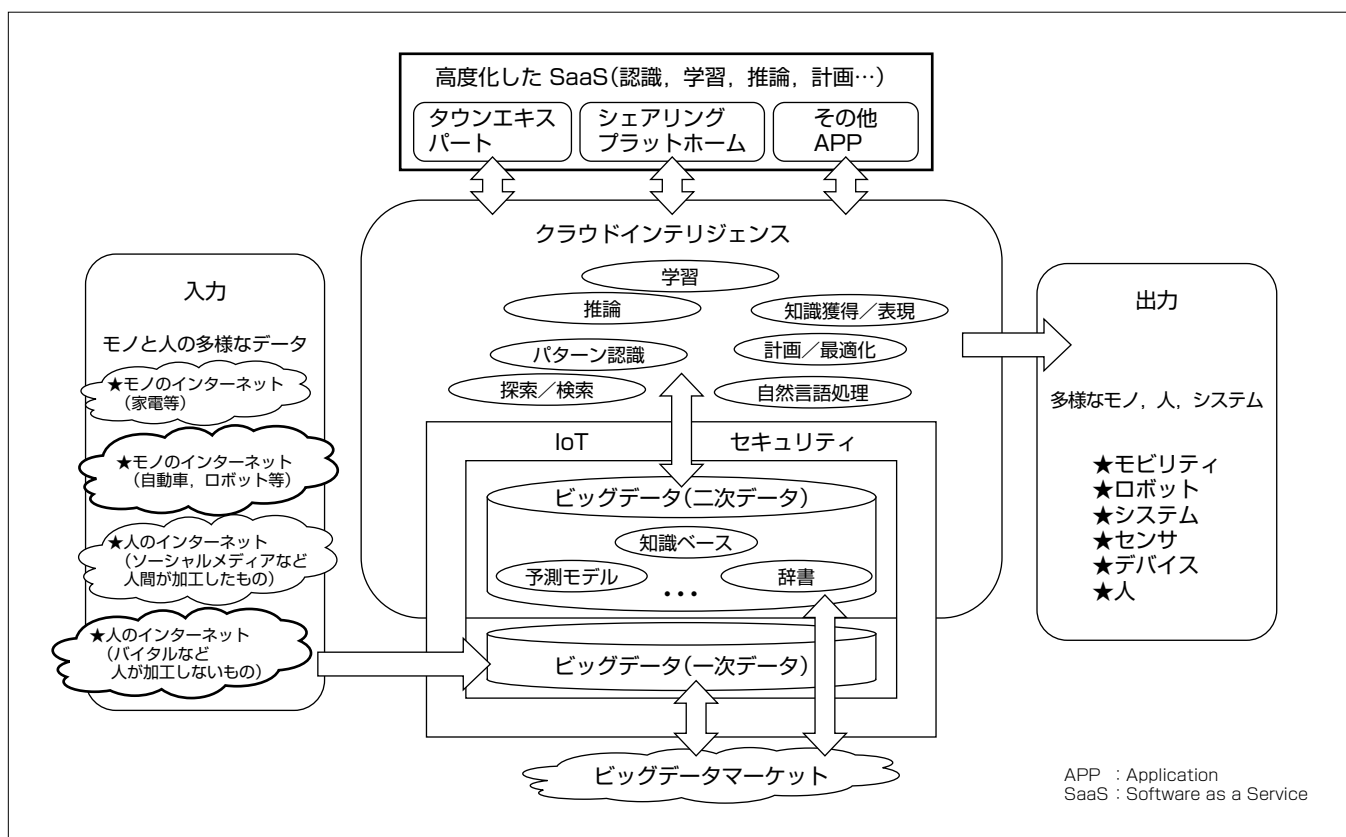 高度化した SaaS(認識，学習，推論，計画…)
タウンエキス
パート
シェアリング
プラットホーム
その他
APP
クラウドインテリジェンス
学習
推論
知識獲得／表現
パターン認識
計画／最適化
探索／検索
自然言語処理
入力
モノと人の多様なデータ
★モノのインターネット
(家電等)
★モノのインターネット
(自動車，ロボット等)
★人のインターネット
(ソーシャルメディアなど
人間が加工したもの)
★人のインターネット
(バイタルなど
人が加工しないもの)
IoT
セキュリティ
ビッグデータ(二次データ)
知識ベース
予測モデル
…
辞書
ビッグデータ(一次データ)
ビッグデータマーケット
出力
多様なモノ，人，システム
★モビリティ
★ロボット
★システム
★センサ
★デバイス
★人
APP ：Application
SaaS：Software as a Service